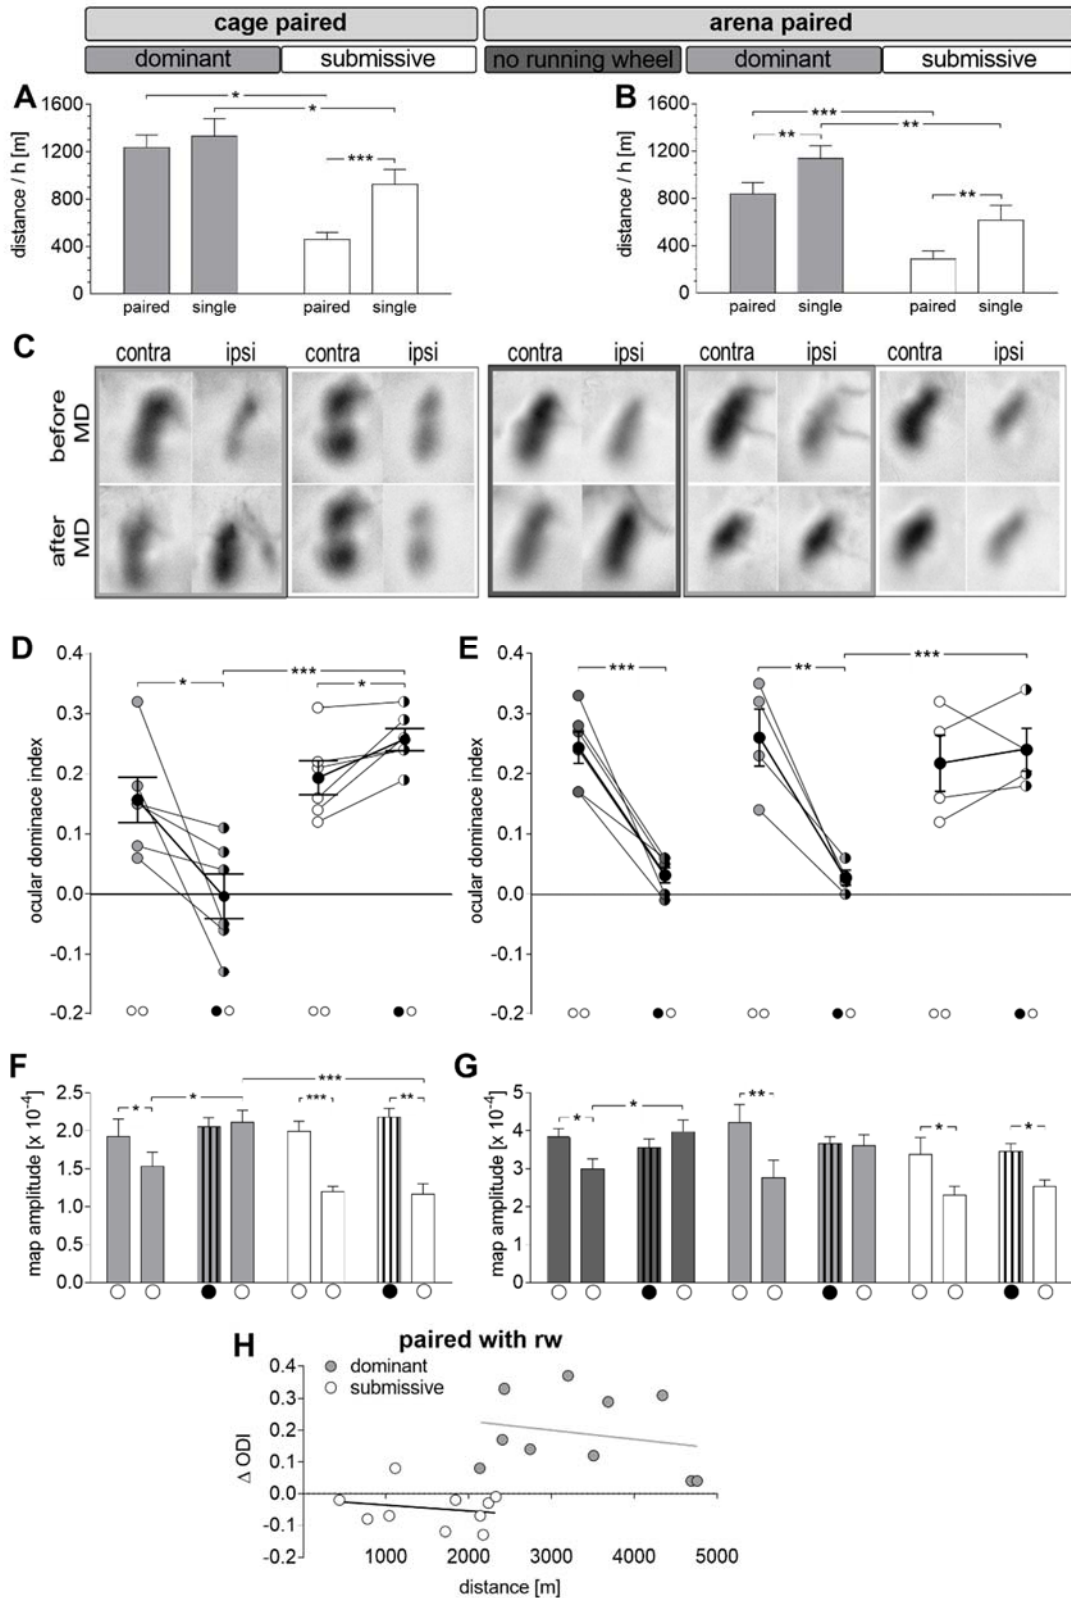 cage paired
arena paired
dominant
submissive
no running wheel
dominant
submissive
A
1600
1200
800
400
0
distance / h [m]
*
*
***
paired
single
paired
single
B
1600
1200
800
400
0
distance / h [m]
***
**
**
**
paired
single
paired
single
C
contra
ipsi
contra
ipsi
contra
ipsi
contra
ipsi
contra
ipsi
before
MD
after
MD
D
0.4
0.3
0.2
0.1
0.0
-0.1
-0.2
ocular dominace index
*
***
*
E
0.4
0.3
0.2
0.1
0.0
-0.1
-0.2
ocular dominace index
***
**
***
F
2.5
2.0
1.5
1.0
0.5
0.0
map amplitude [x 10⁻⁴]
*
*
***
***
**
G
5
4
3
2
1
0
map amplitude [x 10⁻⁴]
*
*
**
*
*
H
paired with rw
dominant
submissive
0.4
0.3
0.2
0.1
0.0
-0.1
-0.2
Δ ODI
1000
2000
3000
4000
5000
distance [m]